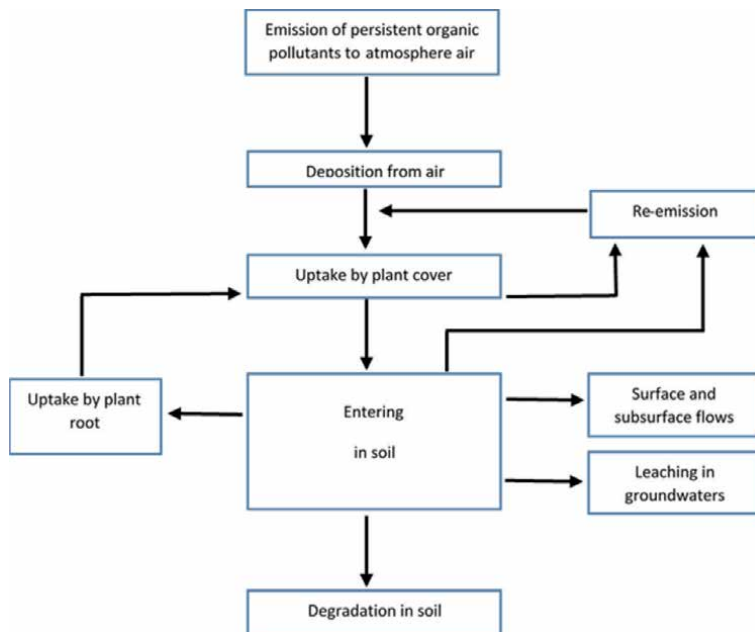 Emission of persistent organic
pollutants to atmosphere air
Deposition from air
Re-emission
Uptake by plant cover
Uptake by plant
root
Entering
in soil
Surface and
subsurface flows
Leaching in
groundwaters
Degradation in soil